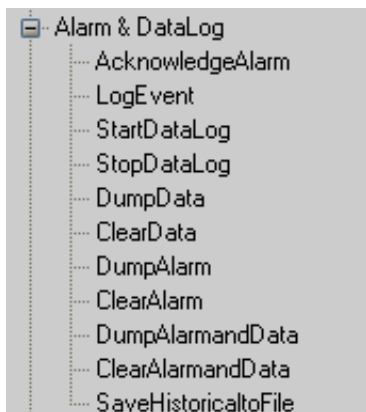 Alarm & DataLog
AcknowledgeAlarm
LogEvent
StartDataLog
StopDataLog
DumpData
ClearData
DumpAlarm
ClearAlarm
DumpAlarmandData
ClearAlarmandData
SaveHistoricaltoFile